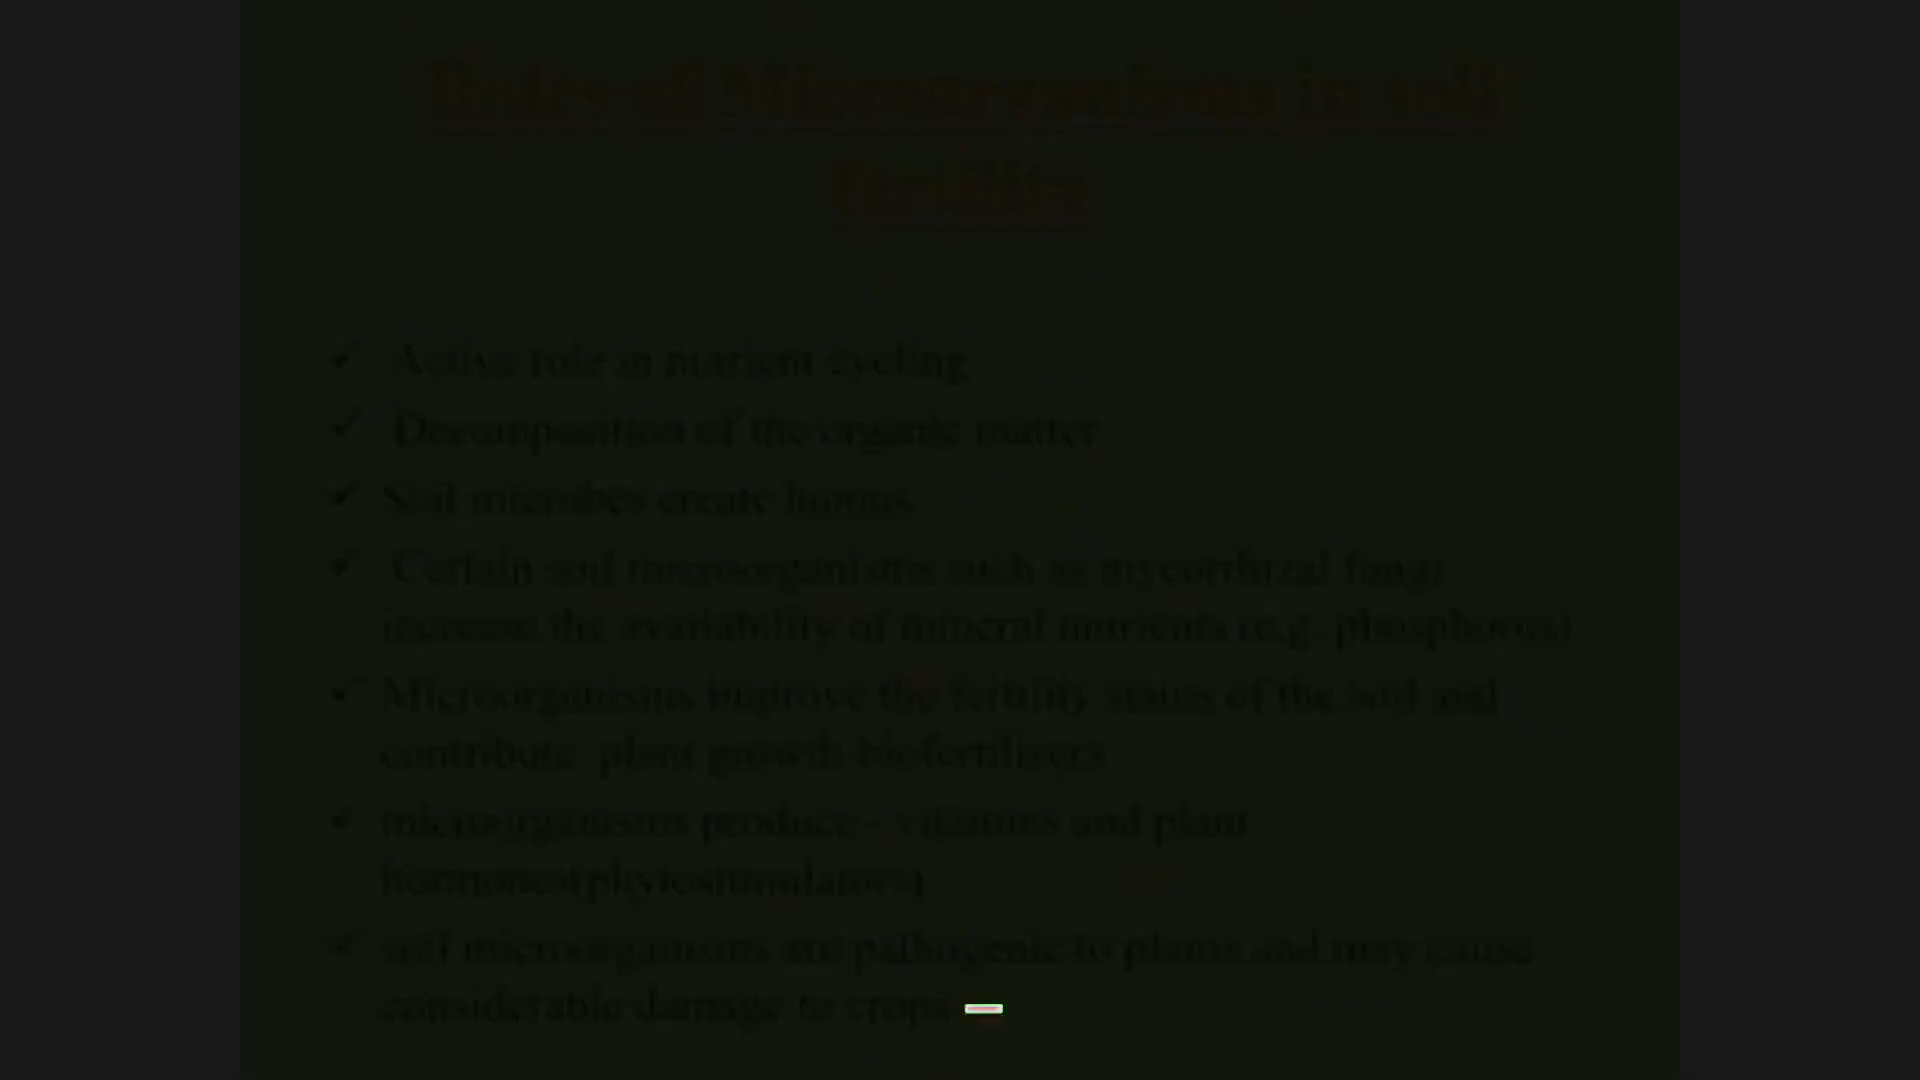 Roles of Microorganisms in soil
fertility
✓ Active role in nutrient cycling
✓ Decomposition of the organic matter
✓ Soil microbes create humus
✓ Certain soil microorganisms such as mycorrhizal fungi
increase the availability of mineral nutrients (e.g. phosphorus)
✓ Microorganisms improve the fertility status of the soil and
contribute plant growth-biofertilizers
✓ microorganisms produce - vitamins and plant
hormones(phytostimulators)
✓ soil microorganisms are pathogenic to plants and may cause
considerable damage to crops